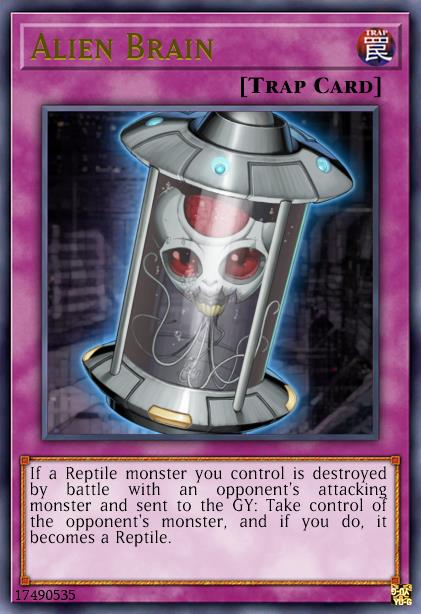 ALIEN BRAIN
TRAP
罠
[TRAP CARD]
If a Reptile monster you control is destroyed
by battle with an opponent's attacking
monster and sent to the GY: Take control of
the opponent's monster, and if you do, it
becomes a Reptile.
17490535